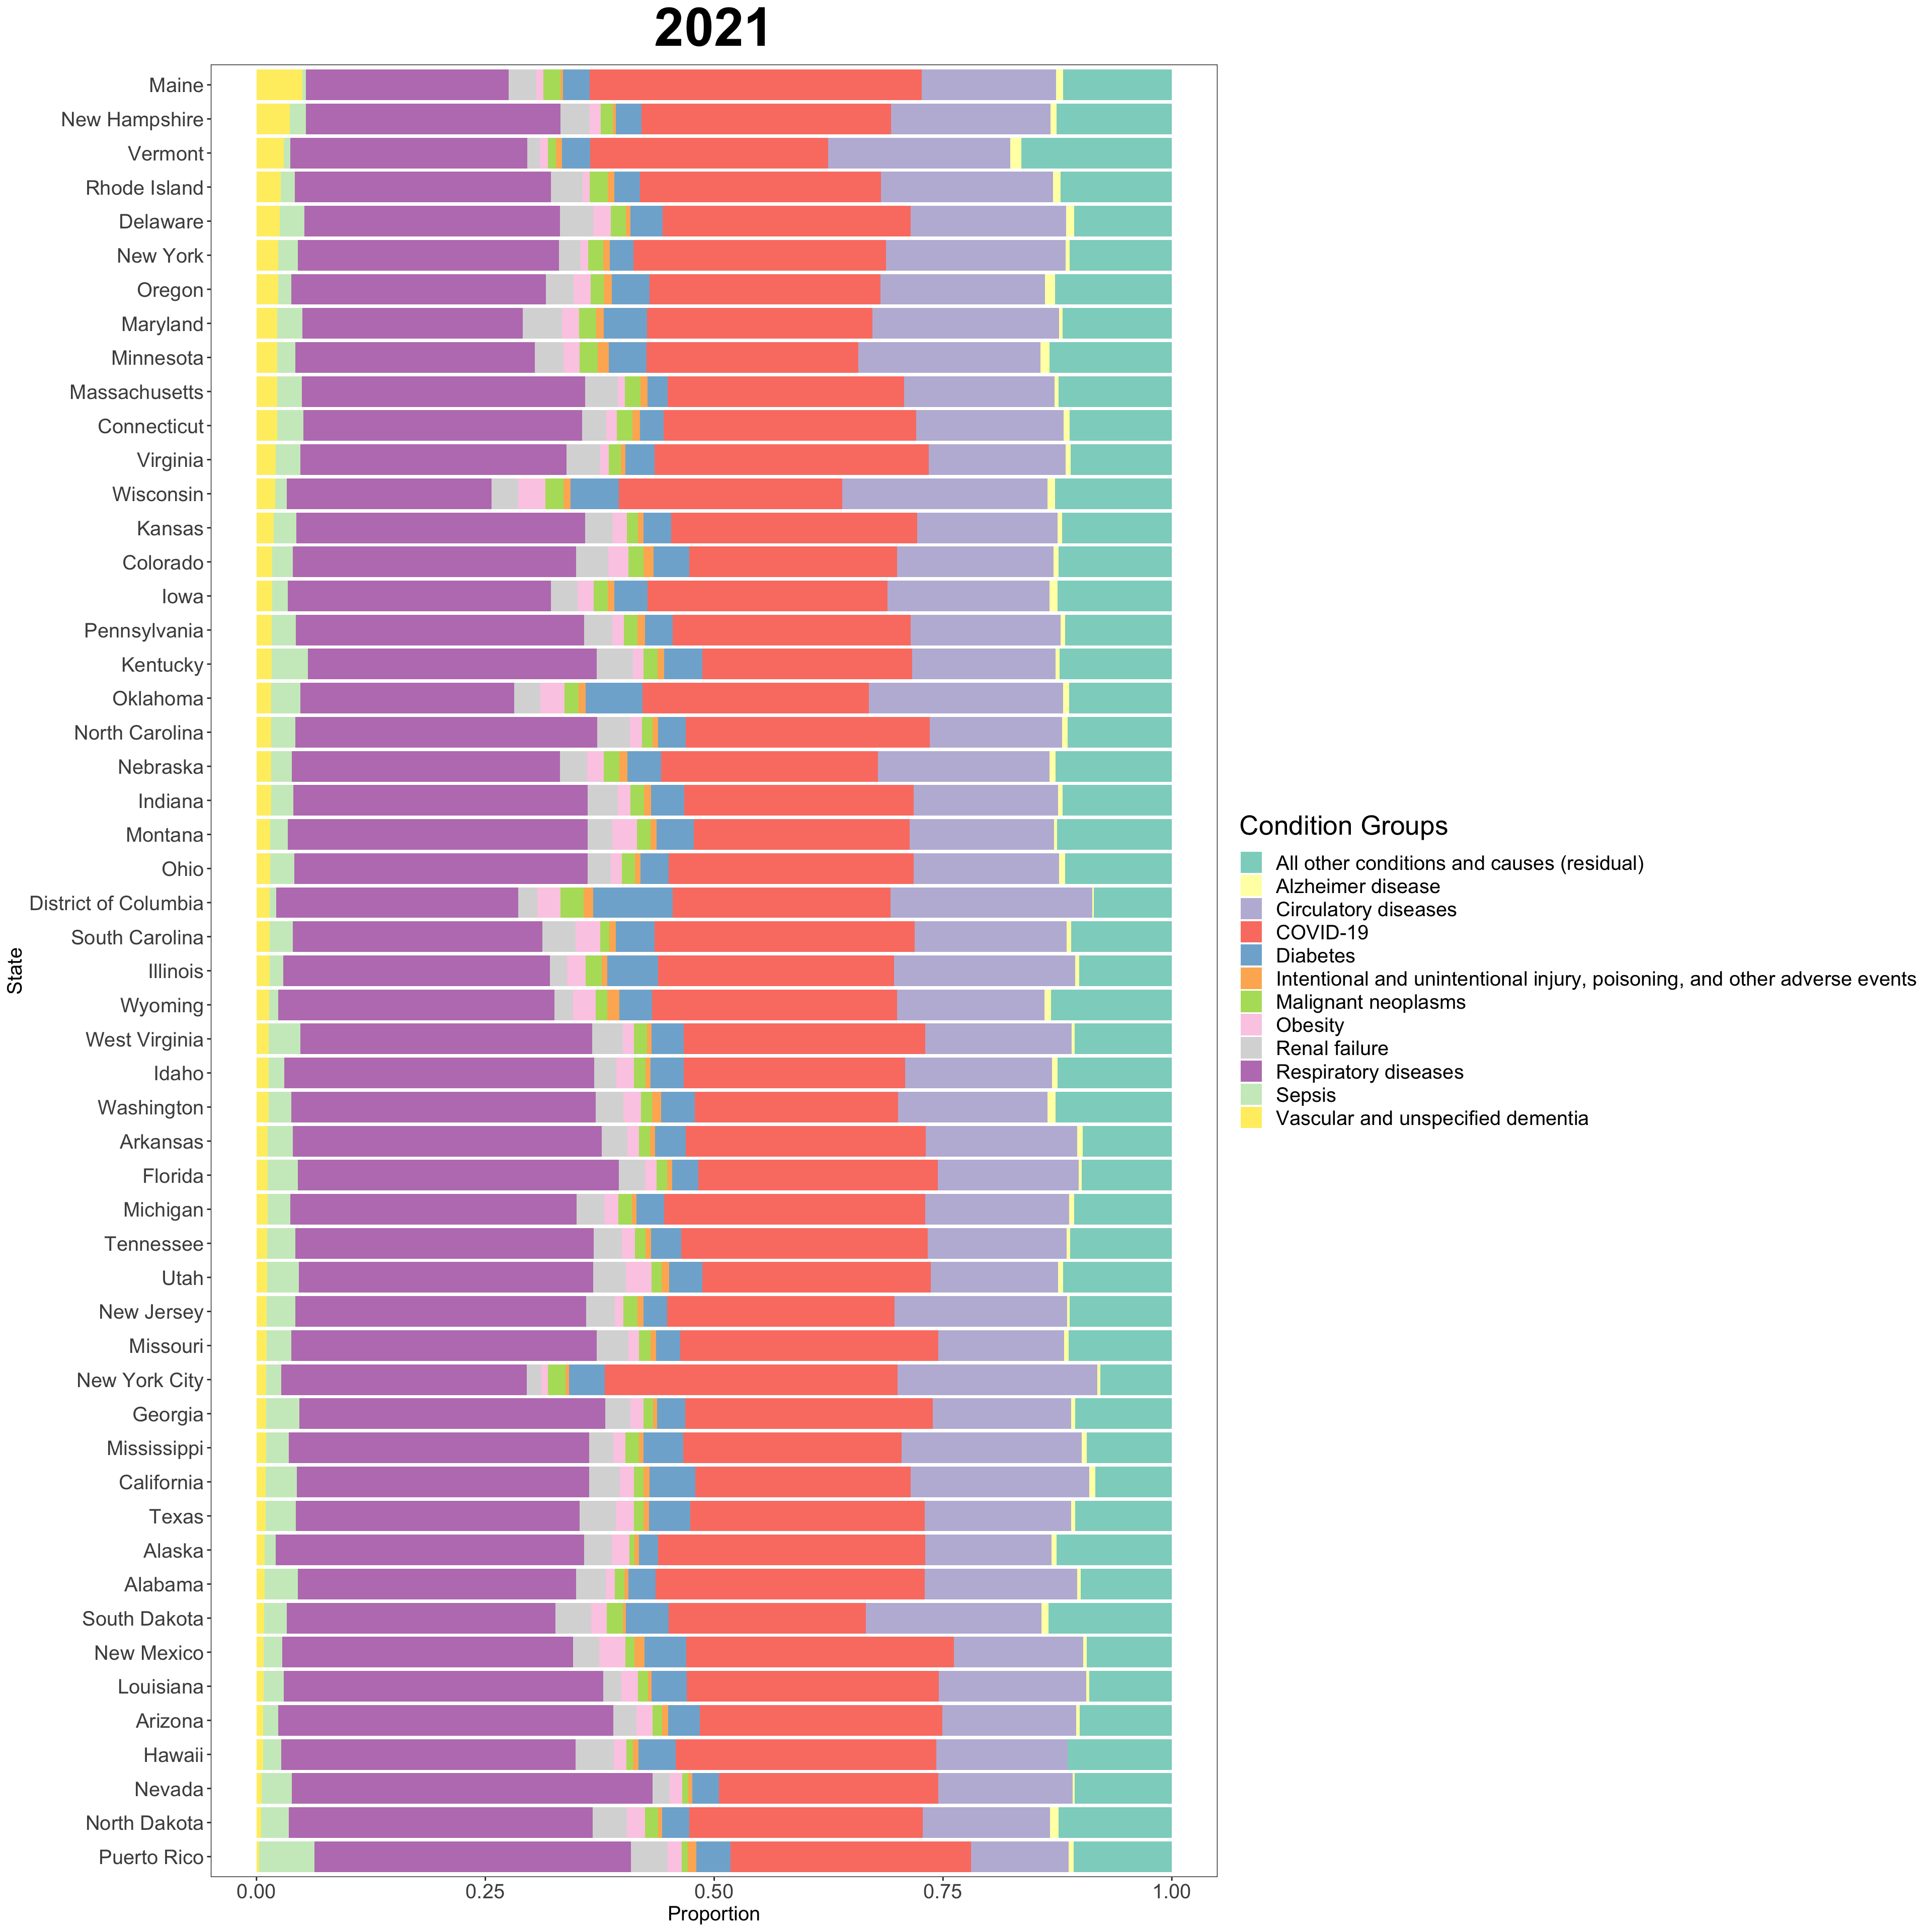 2021
State
Maine
New Hampshire
Vermont
Rhode Island
Delaware
New York
Oregon
Maryland
Minnesota
Massachusetts
Connecticut
Virginia
Wisconsin
Kansas
Colorado
Iowa
Pennsylvania
Kentucky
Oklahoma
North Carolina
Nebraska
Indiana
Montana
Ohio
District of Columbia
South Carolina
Illinois
Wyoming
West Virginia
Idaho
Washington
Arkansas
Florida
Michigan
Tennessee
Utah
New Jersey
Missouri
New York City
Georgia
Mississippi
California
Texas
Alaska
Alabama
South Dakota
New Mexico
Louisiana
Arizona
Hawaii
Nevada
North Dakota
Puerto Rico
0.00 0.25 0.50 0.75 1.00
Proportion
Condition Groups
All other conditions and causes (residual)
Alzheimer disease
Circulatory diseases
COVID-19
Diabetes
Intentional and unintentional injury, poisoning, and other adverse events
Malignant neoplasms
Obesity
Renal failure
Respiratory diseases
Sepsis
Vascular and unspecified dementia